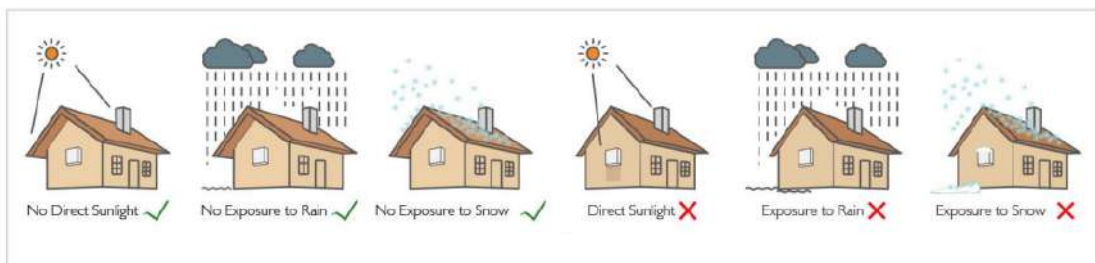 No Direct Sunlight
No Exposure to Rain
No Exposure to Snow
Direct Sunlight
Exposure to Rain
Exposure to Snow